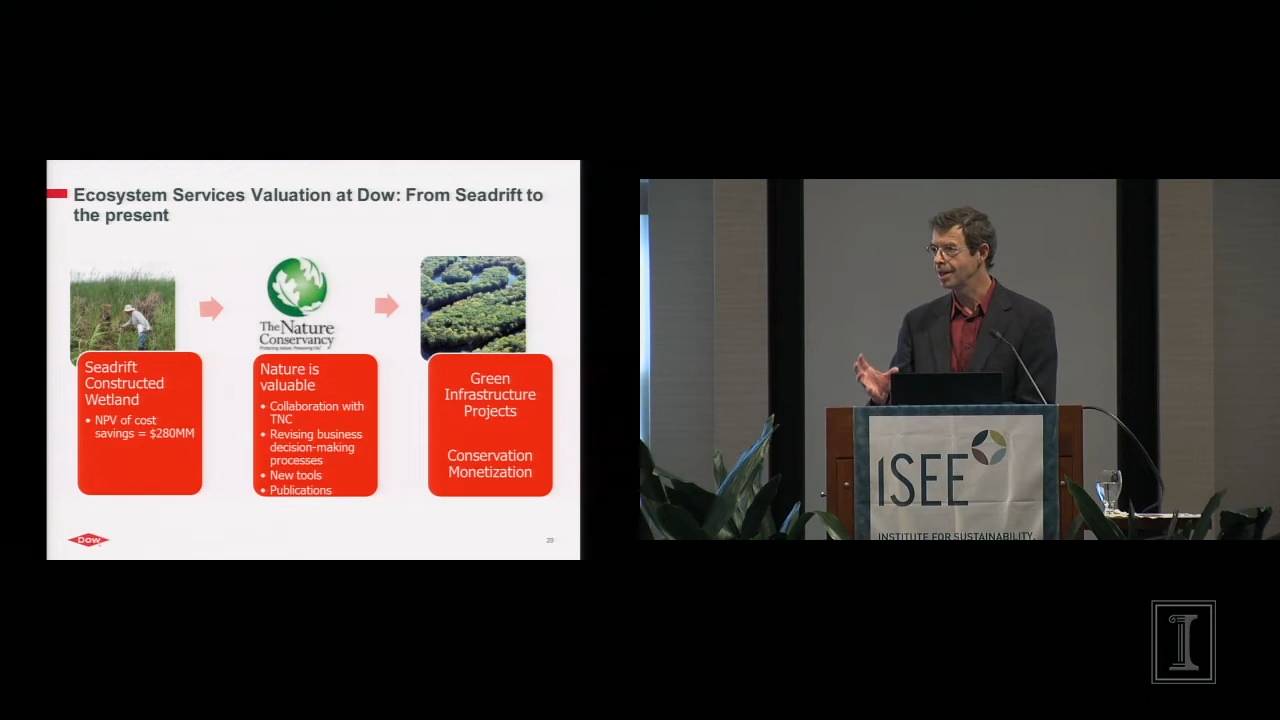 Ecosystem Services Valuation at Dow: From Seadrift to
the present
The Nature
Conservancy
Seadrift
Constructed
Wetland
• NPV of cost
savings = $280MM
Nature is
valuable
• Collaboration with
TNC
• Revising business
decision-making
processes
• New tools
• Publications
Green
Infrastructure
Projects
Conservation
Monetization
Dow
20
ISEE
INSTITUTE FOR SUSTAINABILITY,
I